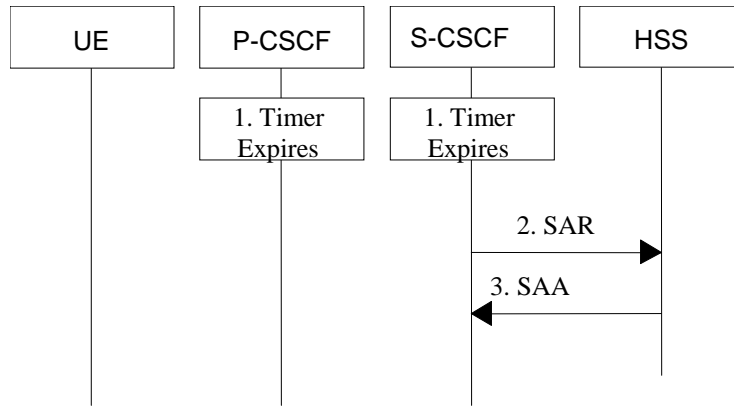 UE
P-CSCF
S-CSCF
HSS
1. Timer
Expires
1. Timer
Expires
2. SAR
3. SAA